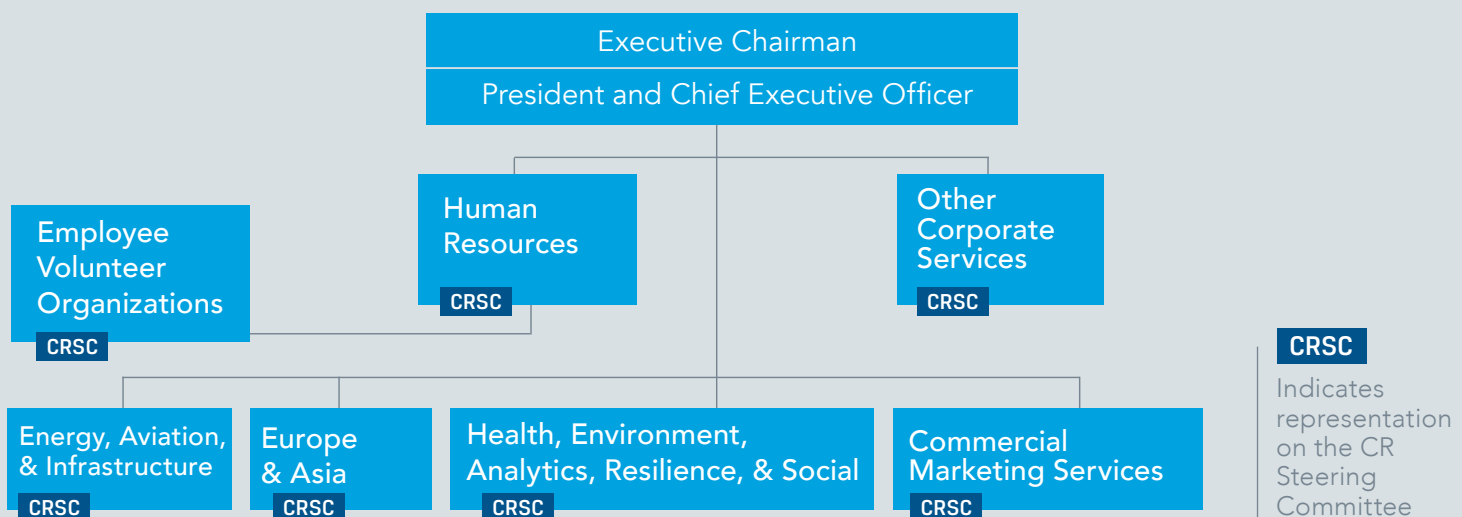 Executive Chairman
President and Chief Executive Officer
Employee
Volunteer
Organizations
CRSC
Human
Resources
CRSC
Other
Corporate
Services
CRSC
Energy, Aviation,
& Infrastructure
CRSC
Europe
& Asia
CRSC
Health, Environment,
Analytics, Resilience, & Social
CRSC
Commercial
Marketing Services
CRSC
CRSC
Indicates
representation
on the CR
Steering
Committee